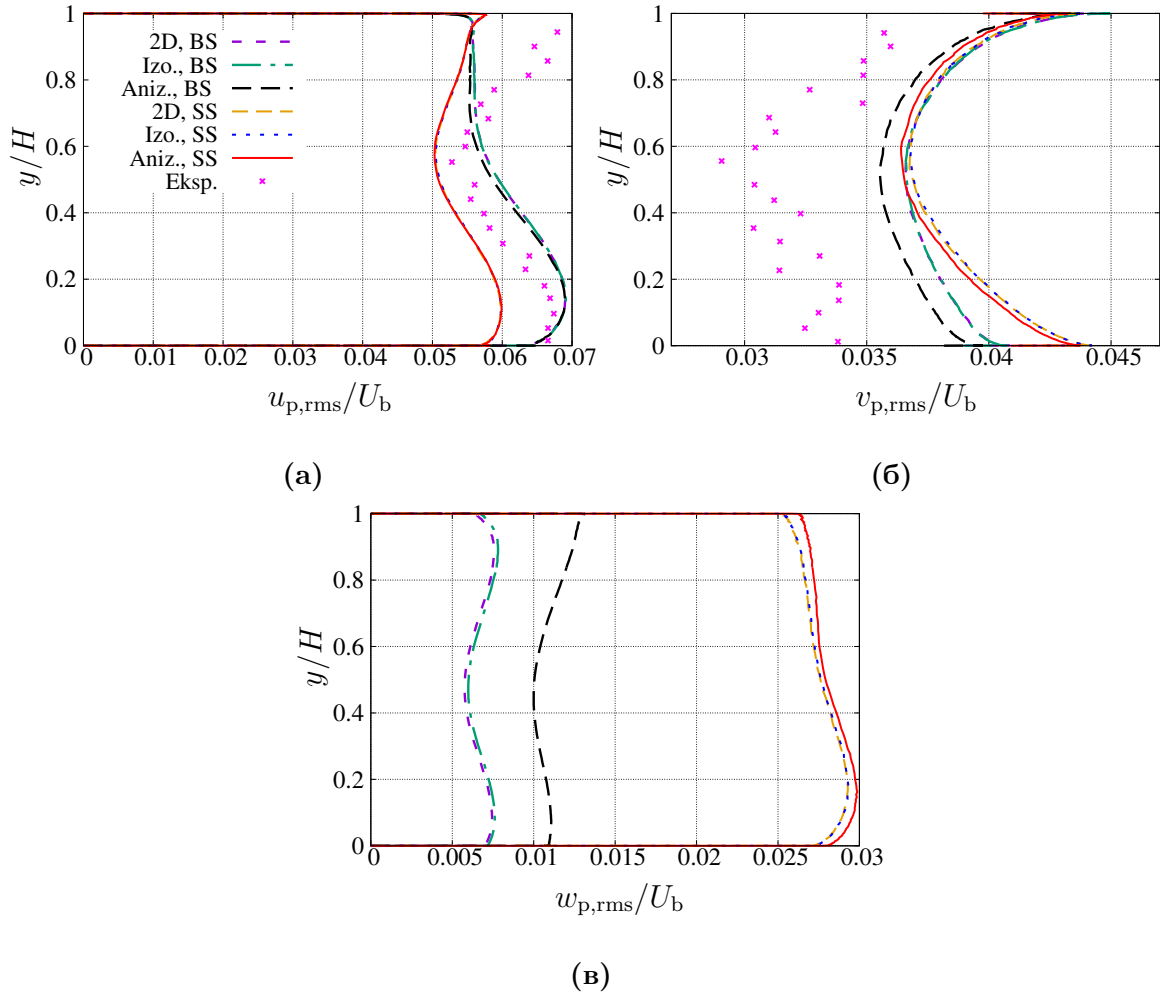 1
0.8
0.6
0.4
0.2
0
y/H
2D, BS
Izo., BS
Aniz., BS
2D, SS
Izo., SS
Aniz., SS
Eksp.
0 0.01 0.02 0.03 0.04 0.05 0.06 0.07
u_p,rms/U_b
(а)
1
0.8
0.6
0.4
0.2
0
y/H
0.03 0.035 0.04 0.045
v_p,rms/U_b
(б)
1
0.8
0.6
0.4
0.2
0
y/H
0 0.005 0.01 0.015 0.02 0.025 0.03
w_p,rms/U_b
(в)